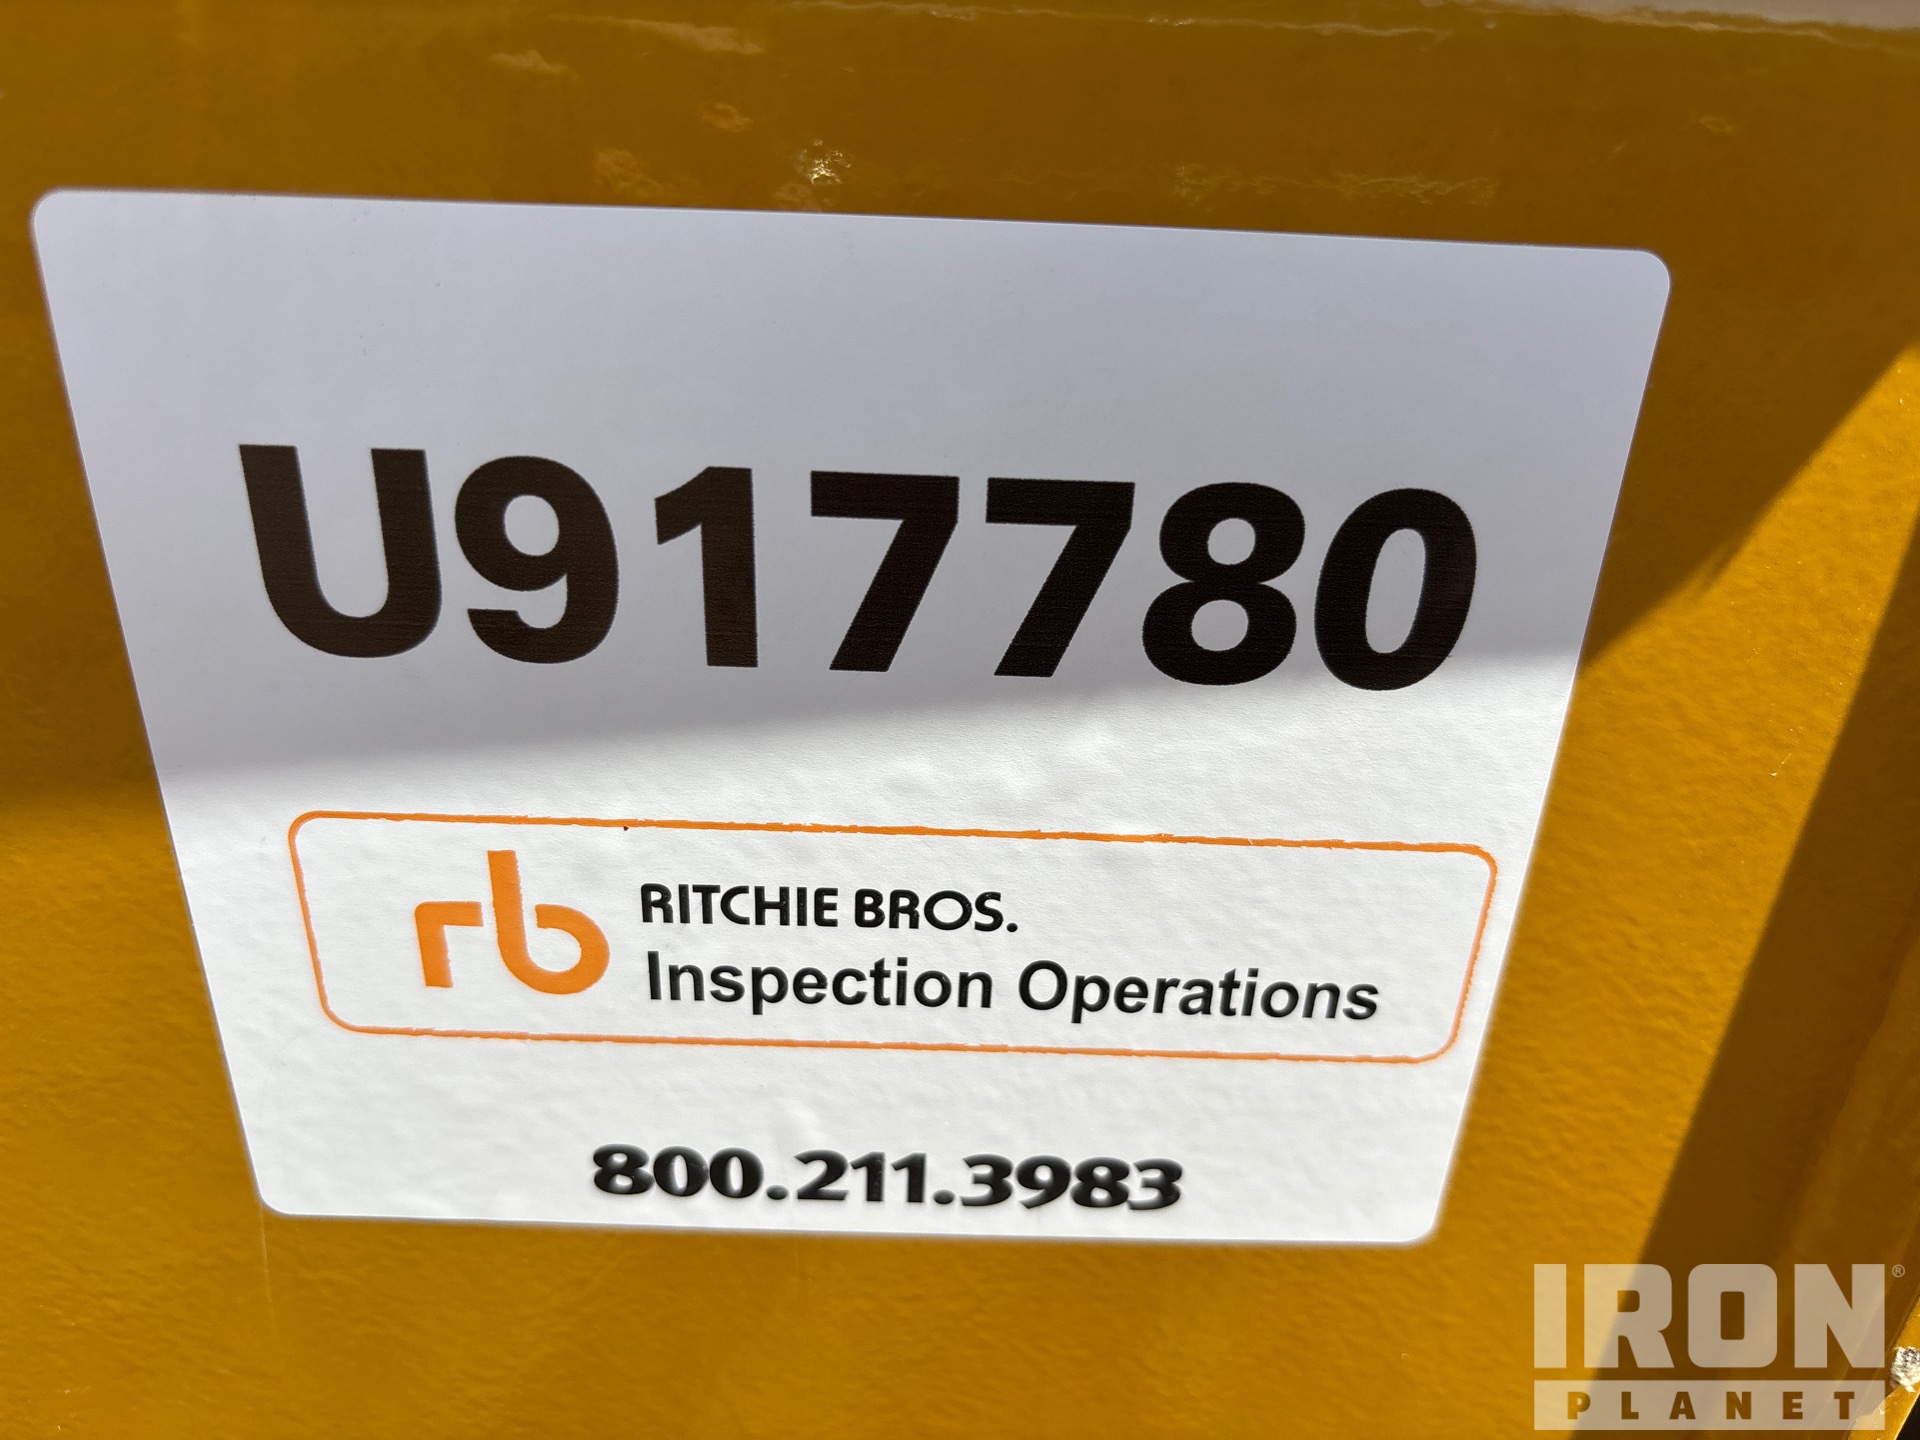 U917780
rb
RITCHIE BROS.
Inspection Operations
800.211.3983
IRON®
PLANET